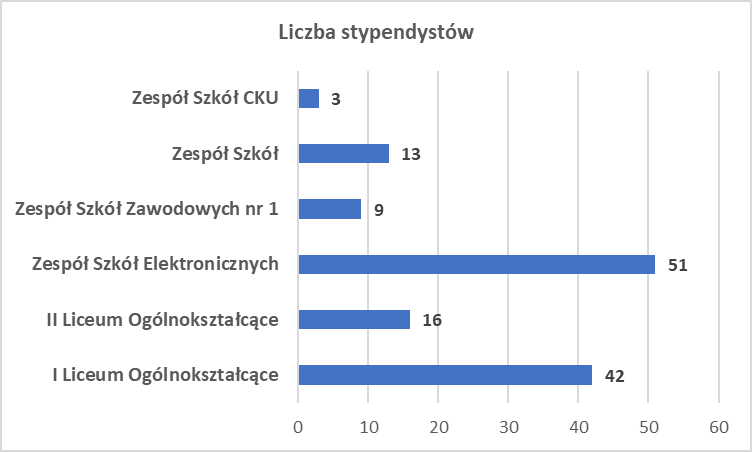 Liczba stypendystów
Zespół Szkół CKU 3
Zespół Szkół 13
Zespół Szkół Zawodowych nr 1 9
Zespół Szkół Elektronicznych 51
II Liceum Ogólnokształcące 16
I Liceum Ogólnokształcące 42
0 10 20 30 40 50 60